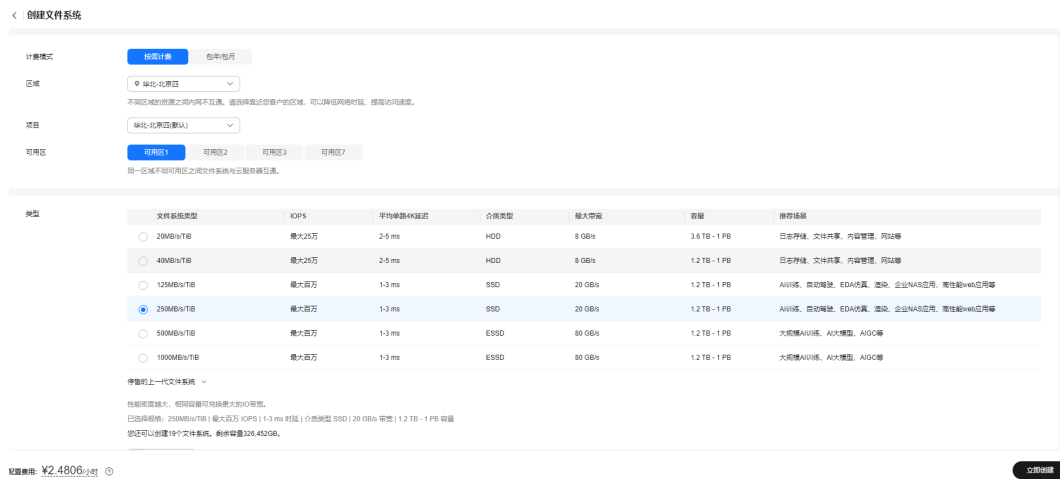 创建文件系统
计费模式 按需计费 包年/包月
区域 华北-北京四
不同区域的资源之间内网不互通。请选择靠近您客户的区域，可以降低网络时延、提高访问速度。
项目 华北-北京四(默认)
可用区 可用区1 可用区2 可用区3 可用区7
同一区域不同可用区之间文件系统与云服务器互通。
类型 文件系统类型 IOPS 平均单路4K延迟 介质类型 最大带宽 容量 推荐场景
20MB/s/TiB 最大25万 2-5 ms HDD 8 GB/s 3.6 TB - 1 PB 日志存储、文件共享、内容管理、网站等
40MB/s/TiB 最大25万 2-5 ms HDD 8 GB/s 1.2 TB - 1 PB 日志存储、文件共享、内容管理、网站等
125MB/s/TiB 最大百万 1-3 ms SSD 20 GB/s 1.2 TB - 1 PB AI训练、自动驾驶、EDA仿真、渲染、企业NAS应用、高性能web应用等
250MB/s/TiB 最大百万 1-3 ms SSD 20 GB/s 1.2 TB - 1 PB AI训练、自动驾驶、EDA仿真、渲染、企业NAS应用、高性能web应用等
500MB/s/TiB 最大百万 1-3 ms ESSD 80 GB/s 1.2 TB - 1 PB 大规模AI训练、AI大模型、AIGC等
1000MB/s/TiB 最大百万 1-3 ms ESSD 80 GB/s 1.2 TB - 1 PB 大规模AI训练、AI大模型、AIGC等
停售的上一代文件系统
性能密度越大，相同容量可兑换更大的IO带宽。
已选择规格：250MB/s/TiB | 最大百万 IOPS | 1-3 ms 时延 | 介质类型 SSD | 20 GB/s 带宽 | 1.2 TB - 1 PB 容量
您还可以创建19个文件系统。剩余容量326,452GB。
配置费用: ¥2.4806/小时 立即创建